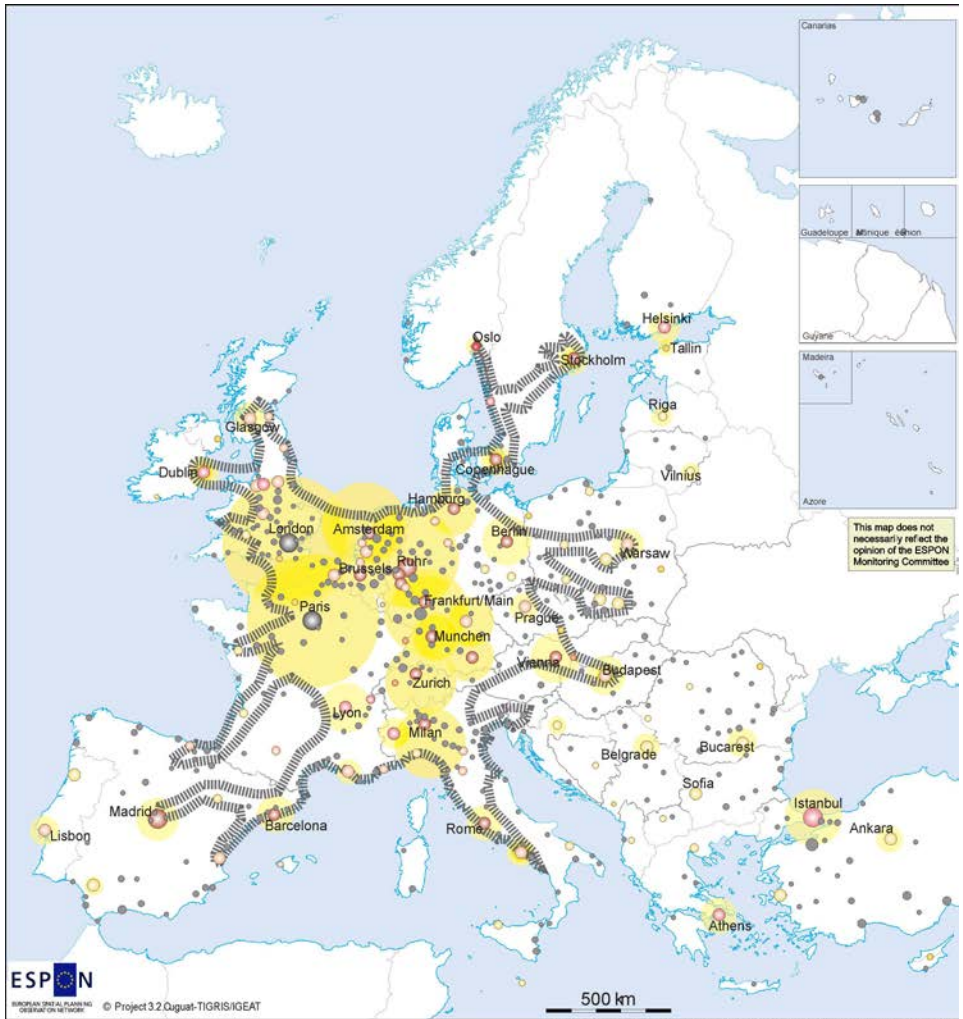 Canarias
Guadeloupe
Guyane
Madeira
Azore
This map does not
necessarily reflect the
opinion of the ESPON
Monitoring Committee
Helsinki
Oslo
Tallin
Stockholm
Riga
Glasgow
Copenhague
Dublin
Vilnius
Hamburg
London
Amsterdam
Berlin
Warsaw
Brussels
Ruhr
Frankfurt/Main
Paris
Prague
Munchen
Vienna
Budapest
Zurich
Lyon
Milan
Belgrade
Bucarest
Sofia
Madrid
Istanbul
Barcelona
Rome
Lisbon
Ankara
Athens
ESPON
EUROPEAN SPATIAL PLANNING
OBSERVATION NETWORK
© Project 3.2. -TIGRIS/IGEAT
500 km